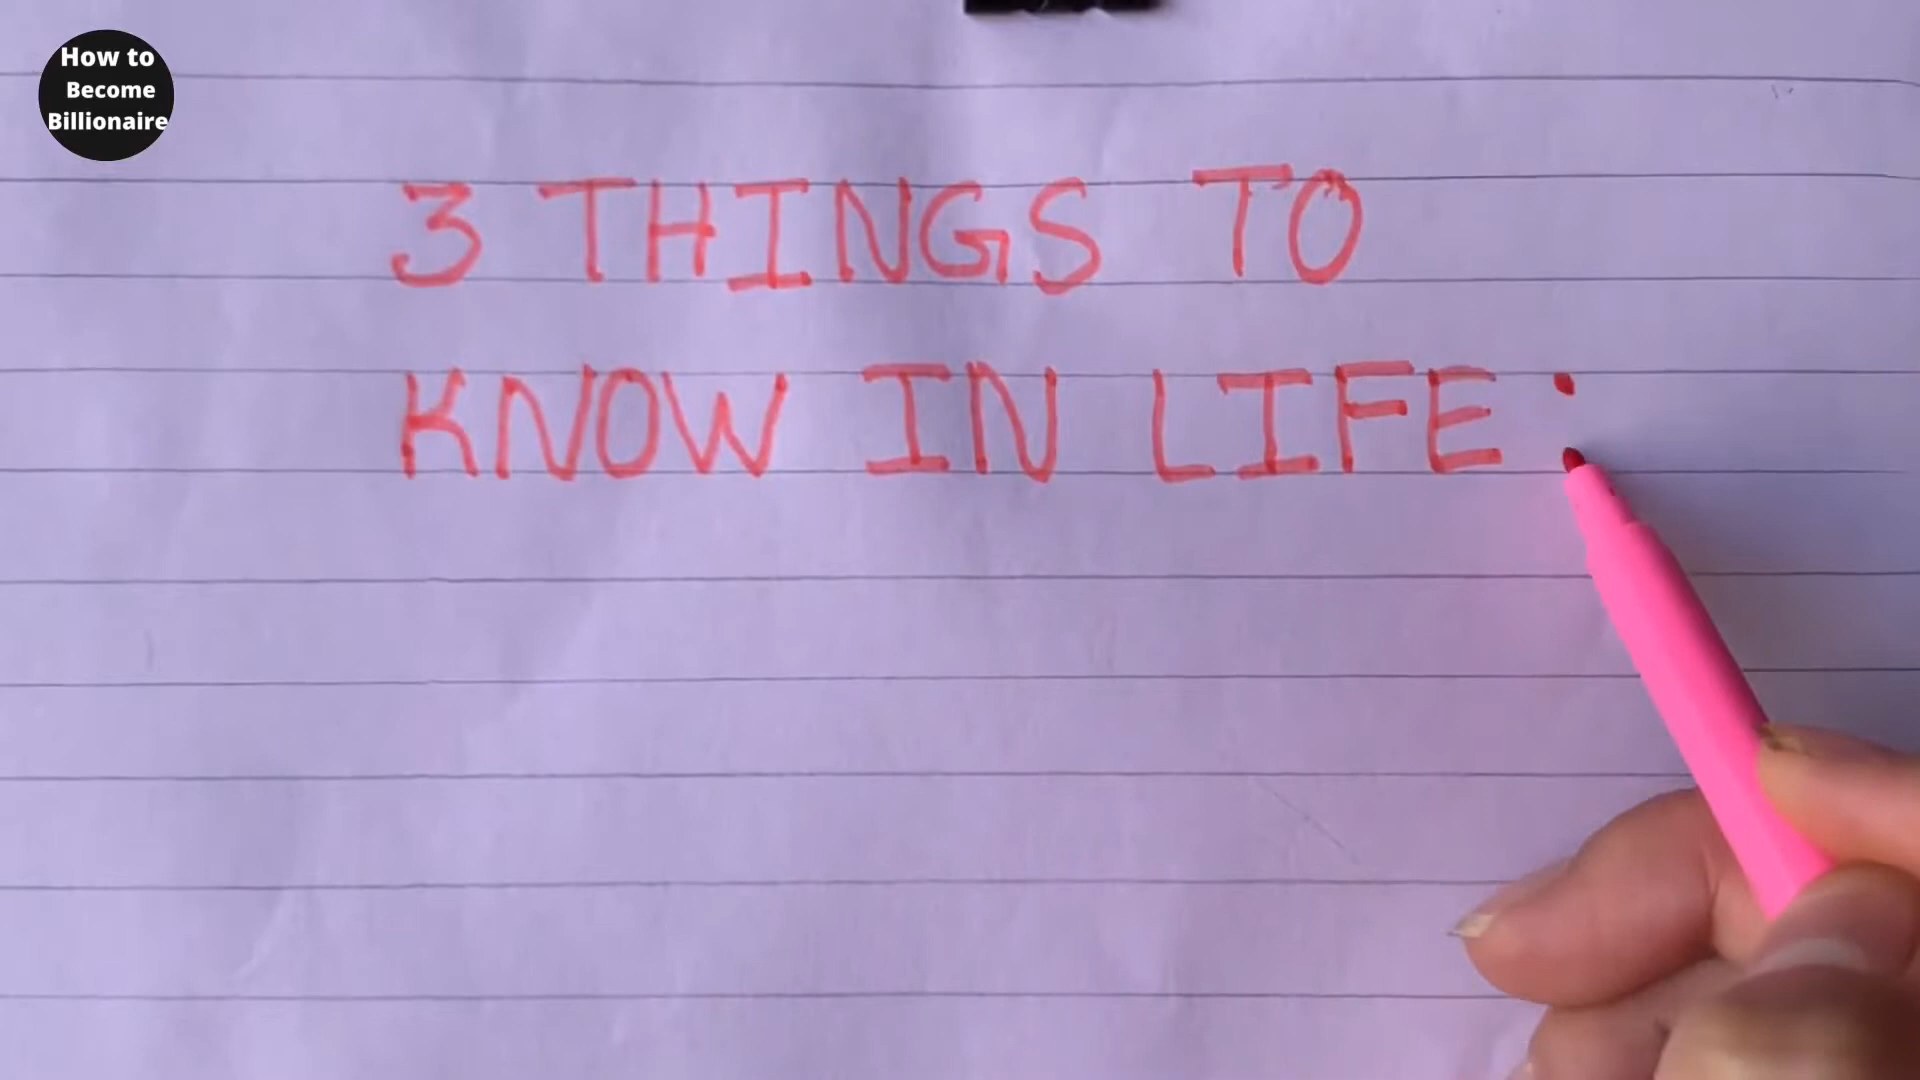 How to
Become
Billionaire
3 THINGS TO
KNOW IN LIFE: